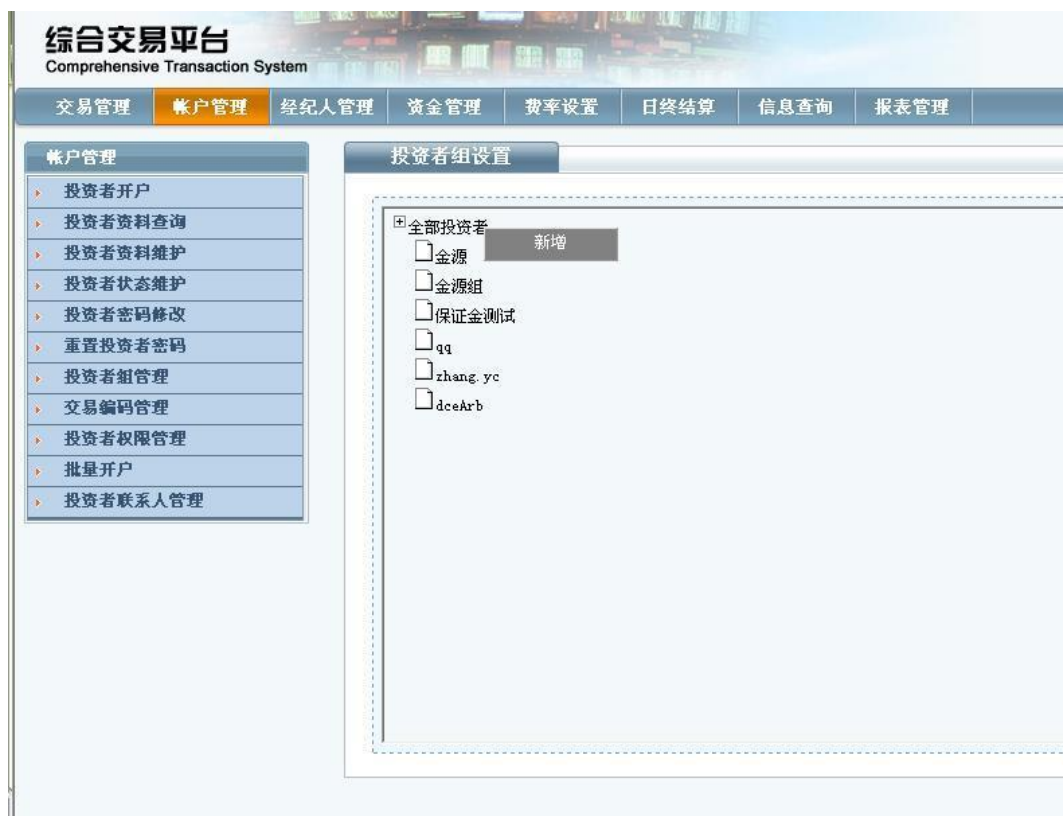 综合交易平台
Comprehensive Transaction System
交易管理 帐户管理 经纪人管理 资金管理 费率设置 日终结算 信息查询 报表管理
帐户管理
投资者开户
投资者资料查询
投资者资料维护
投资者状态维护
投资者密码修改
重置投资者密码
投资者组管理
交易编码管理
投资者权限管理
批量开户
投资者联系人管理
投资者组设置
全部投资者
新增
金源
金源组
保证金测试
qq
zhang.yc
dceArb